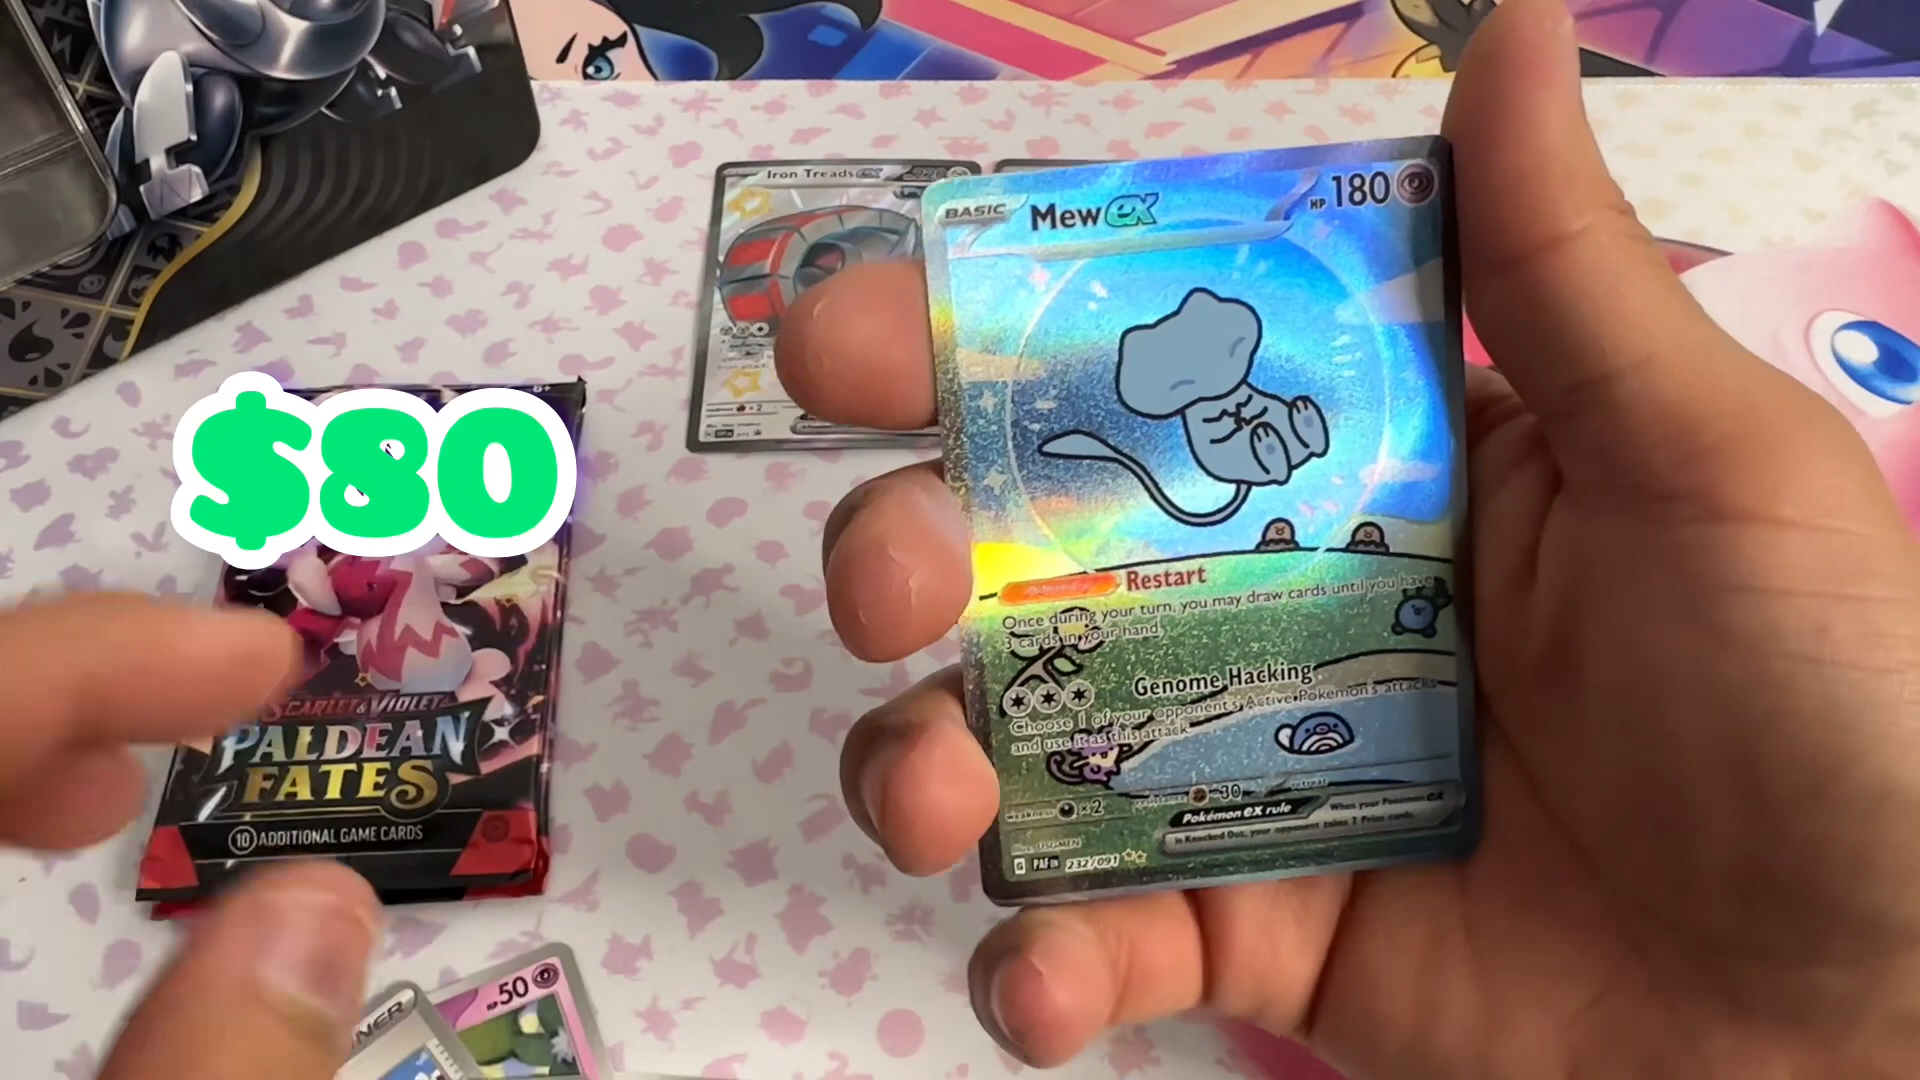 Iron Treads ex
BASIC
Mew ex
HP 180
Restart
Once during your turn, you may draw cards until you have
3 cards in your hand.
Genome Hacking
Choose 1 of your opponent's Active Pokémon's attacks
and use it as this attack.
weakness ×2
resistance -30
retreat
Pokémon ex rule
When your Pokémon ex
is Knocked Out, your opponent takes 2 Prize cards.
Illus. USGMEN
G PAF EN 232/091
$80
SCARLET & VIOLET
PALDEAN
FATES
10 ADDITIONAL GAME CARDS
HP 50